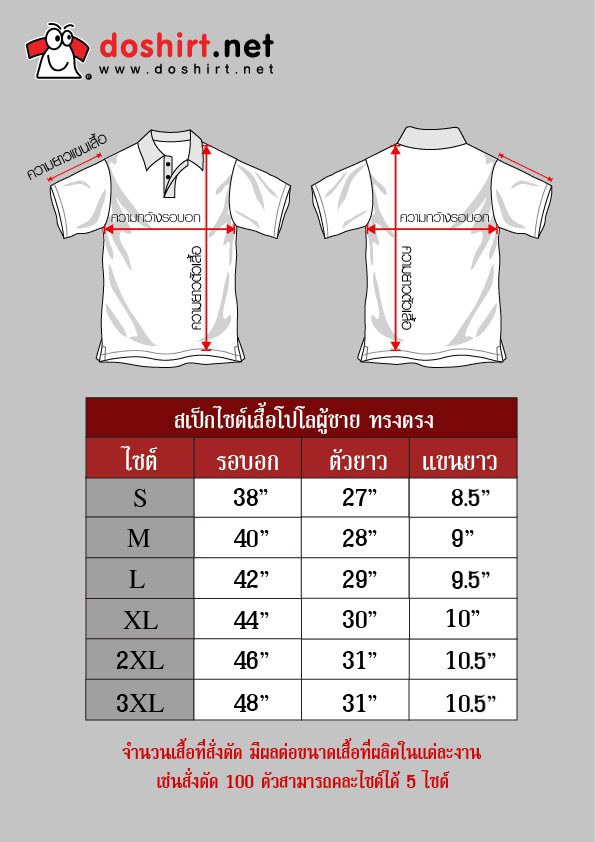 doshirt.net
www.doshirt.net
ความยาวแขนเสื้อ
ความกว้างรอบอก
ความยาวตัวเสื้อ
ความกว้างรอบอก
ความยาวตัวเสื้อ
สเป็กไซต์เสื้อโปโลผู้ชาย ทรงตรง
ไซต์ รอบอก ตัวยาว แขนยาว
S 38” 27” 8.5”
M 40” 28” 9”
L 42” 29” 9.5”
XL 44” 30” 10”
2XL 46” 31” 10.5”
3XL 48” 31” 10.5”
จำนวนเสื้อที่สั่งตัด มีผลต่อขนาดเสื้อที่ผลิตในแต่ละงาน
เช่นสั่งตัด 100 ตัวสามารถคละไซต์ได้ 5 ไซต์